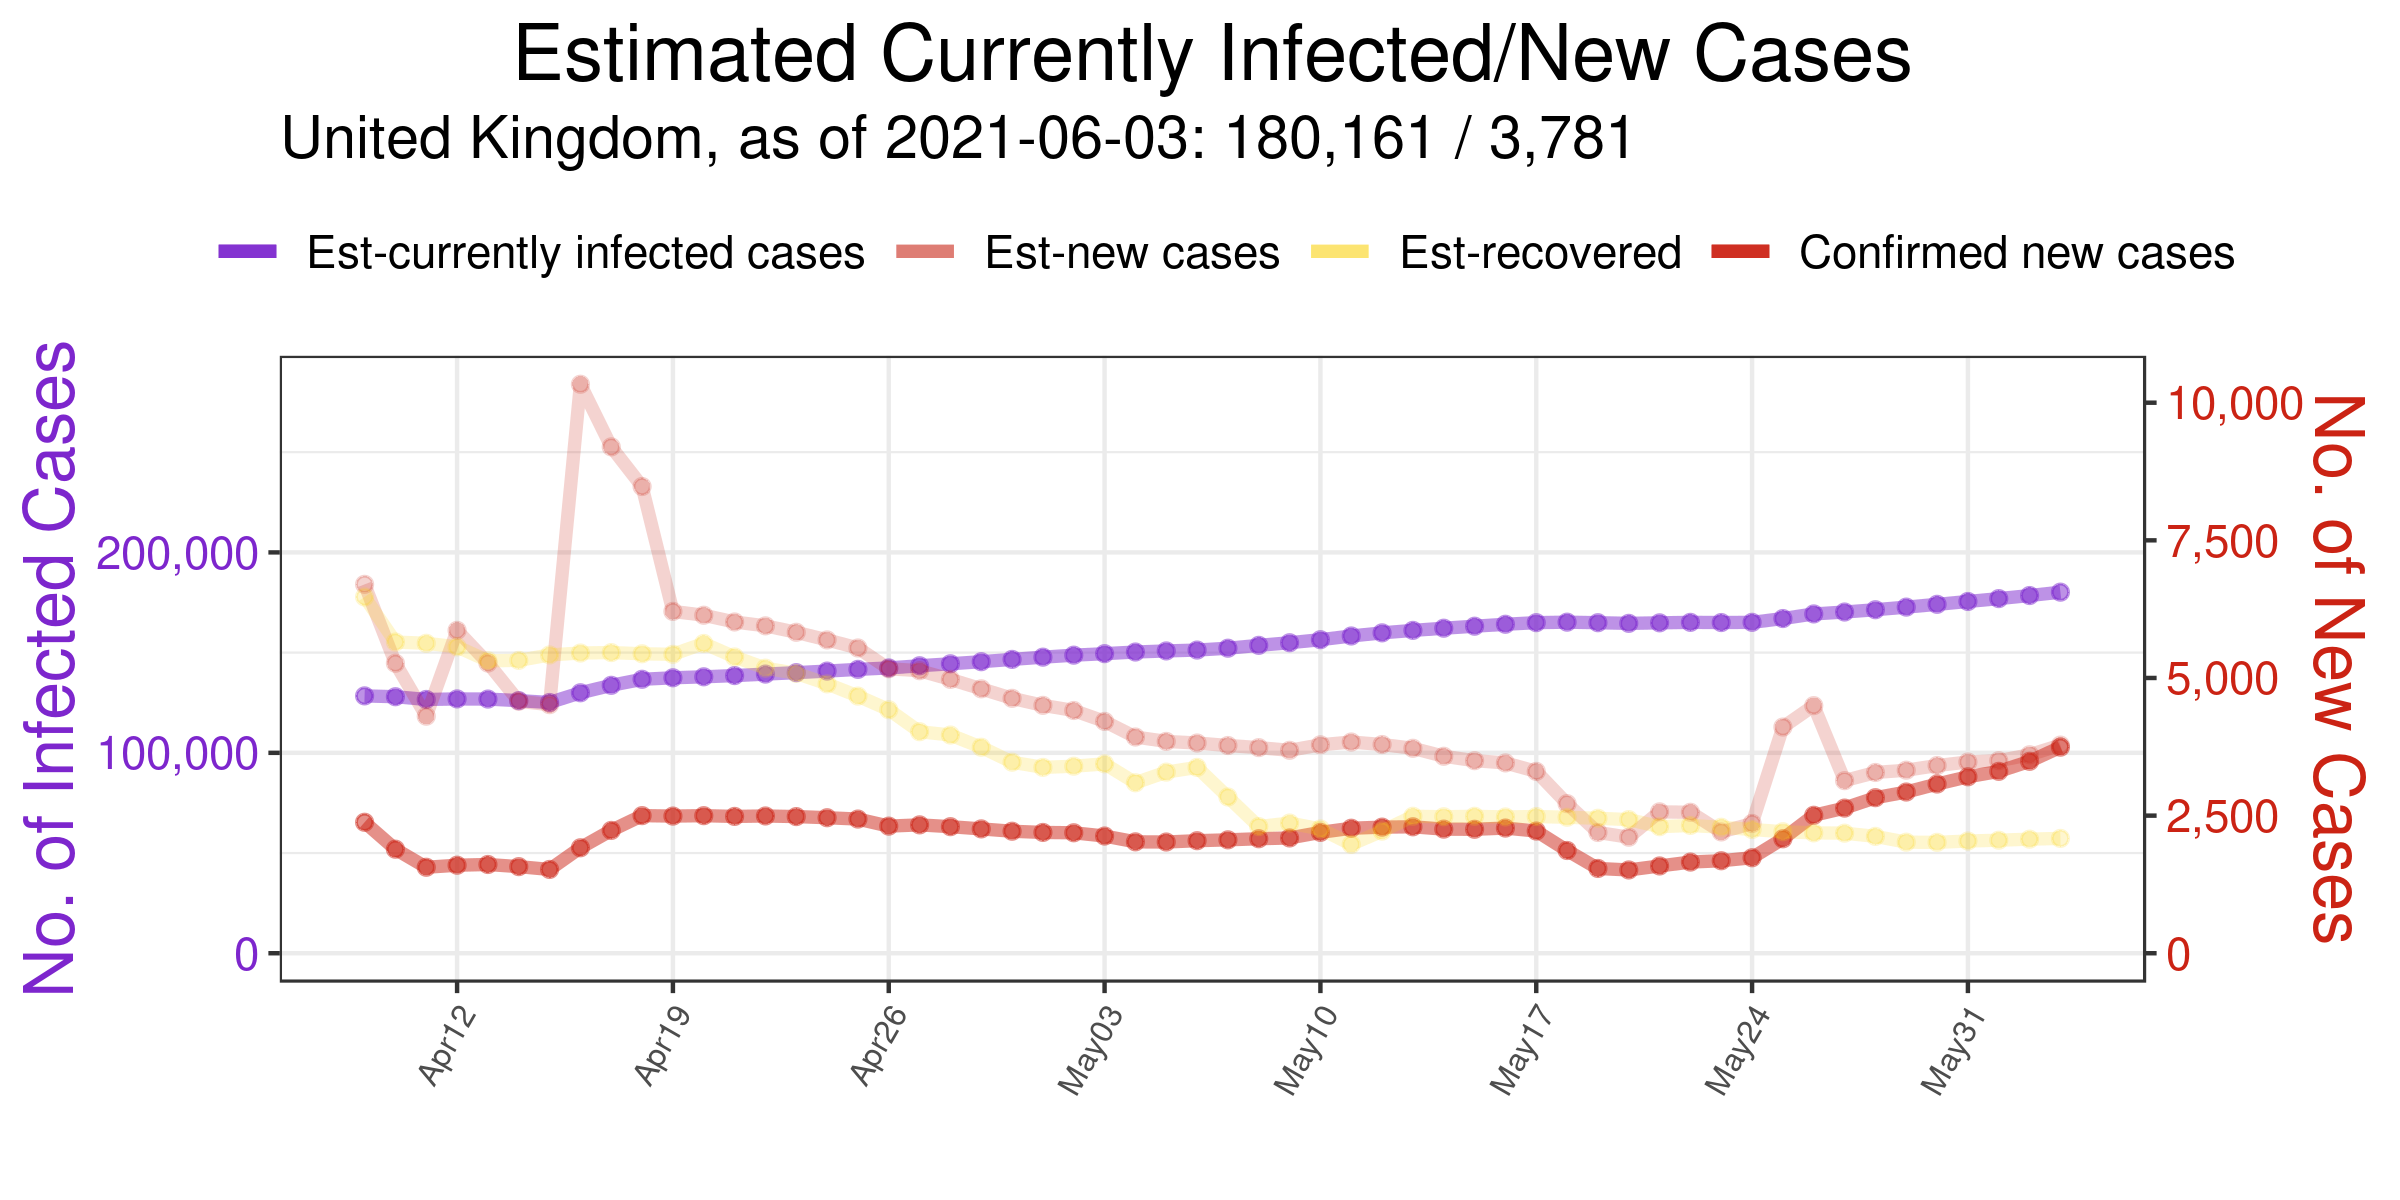 Estimated Currently Infected/New Cases
United Kingdom, as of 2021-06-03: 180,161 / 3,781
Est-currently infected cases Est-new cases Est-recovered Confirmed new cases
No. of Infected Cases
200,000
100,000
0
10,000
7,500
5,000
2,500
0
No. of New Cases
Apr12 Apr19 Apr26 May03 May10 May17 May24 May31